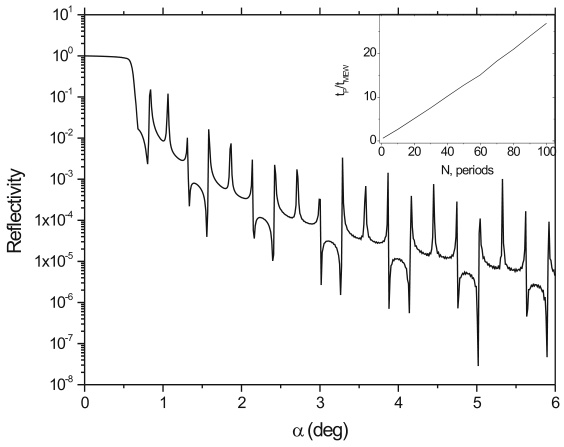 10¹
10⁰
10⁻¹
10⁻²
10⁻³
1x10⁻⁴
1x10⁻⁵
10⁻⁶
10⁻⁷
10⁻⁸
Reflectivity
0 1 2 3 4 5 6
α (deg)
20
10
0
t_P/t_MEW
0 20 40 60 80 100
N, periods